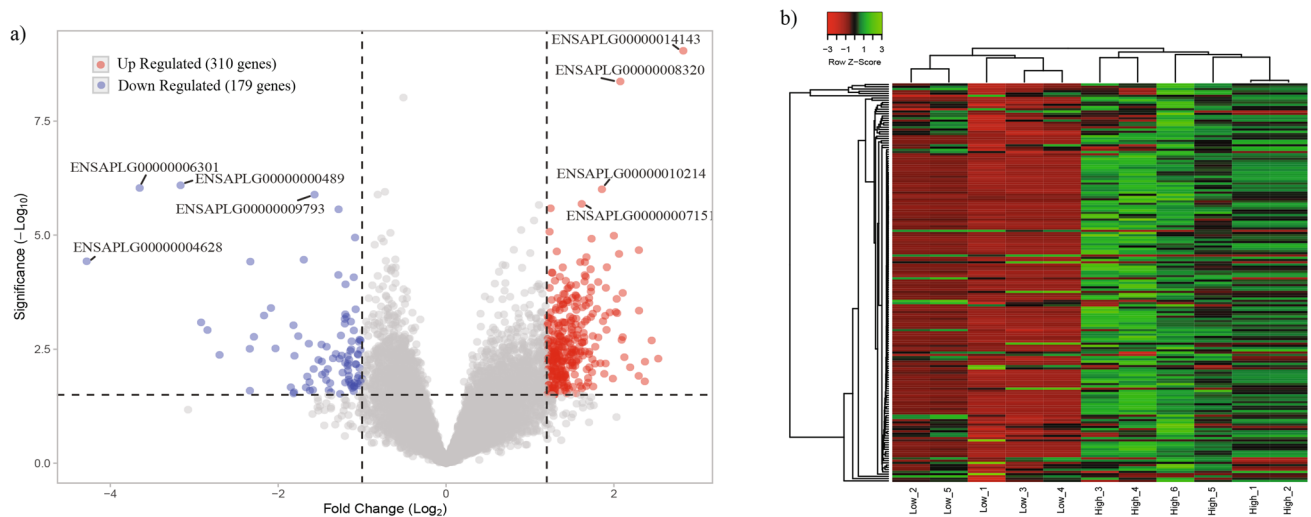 a)
Up Regulated (310 genes)
Down Regulated (179 genes)
ENSAPLG00000014143
ENSAPLG00000008320
ENSAPLG00000006301
ENSAPLG00000000489
ENSAPLG00000009793
ENSAPLG00000004628
ENSAPLG00000010214
ENSAPLG00000007151
Significance (−Log10)
7.5
5.0
2.5
0.0
−4
−2
0
2
Fold Change (Log2)
b)
−3 −1 1 3
Row Z−Score
Low_2
Low_5
Low_1
Low_3
Low_4
High_3
High_4
High_6
High_5
High_1
High_2